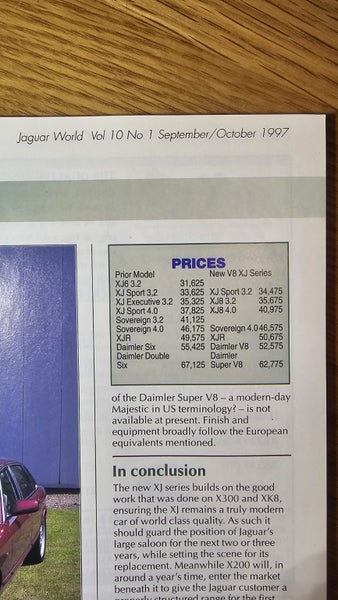 Jaguar World Vol 10 No 1 September/October 1997
PRICES
Prior Model New V8 XJ Series
XJ6 3.2 31,625
XJ Sport 3.2 33,625 XJ Sport 3.2 34,475
XJ Executive 3.2 35,325 XJ8 3.2 35,675
XJ Sport 4.0 37,825 XJ8 4.0 40,975
Sovereign 3.2 41,125
Sovereign 4.0 46,175 Sovereign 4.0 46,575
XJR 49,575 XJR 50,675
Daimler Six 55,425 Daimler V8 52,575
Daimler Double Daimler
Six 67,125 Super V8 62,775
of the Daimler Super V8 – a modern-day
Majestic in US terminology? – is not
available at present. Finish and
equipment broadly follow the European
equivalents mentioned.
In conclusion
The new XJ series builds on the good
work that was done on X300 and XK8,
ensuring the XJ remains a truly modern
car of world class quality. As such it
should guard the position of Jaguar's
large saloon for the next two or three
years, while setting the scene for its
replacement. Meanwhile X200 will, in
around a year's time, enter the market
beneath it to give the Jaguar customer a
properly structured range for the first